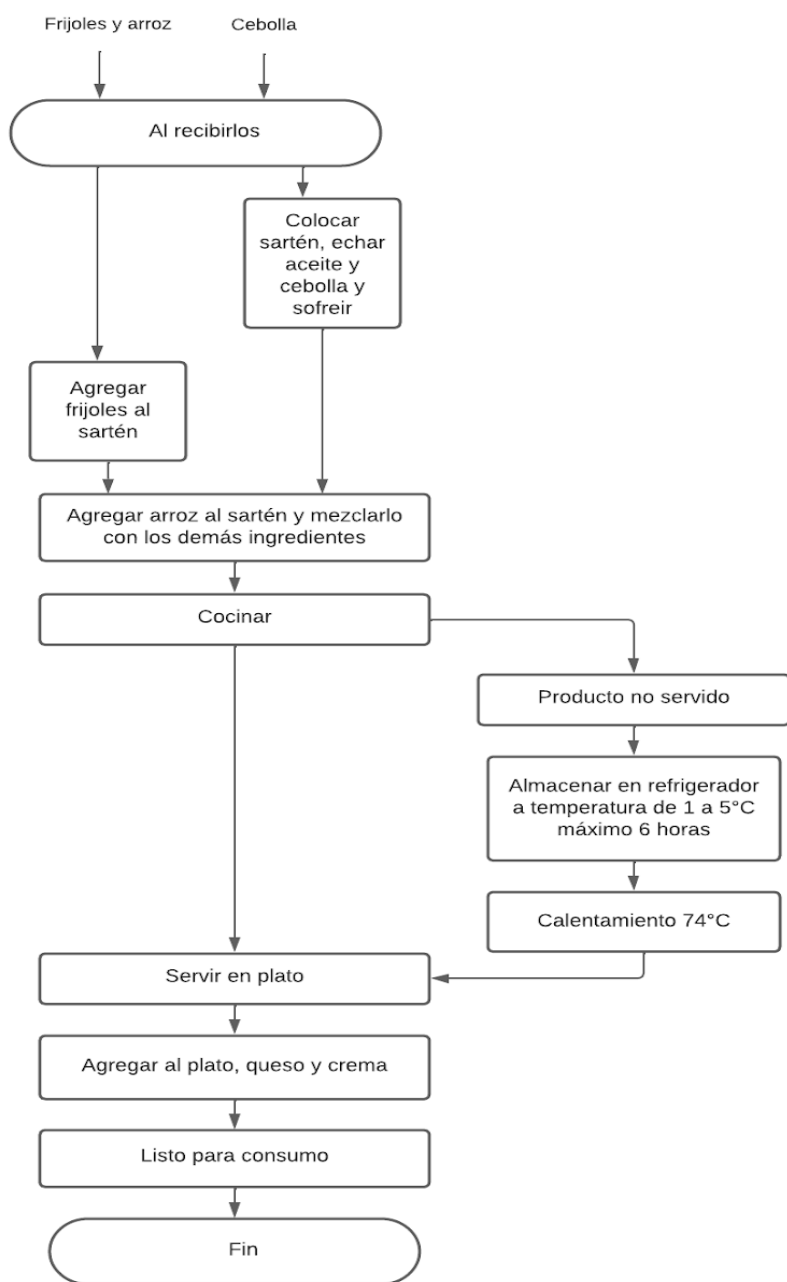 Frijoles y arroz
Cebolla
Al recibirlos
Colocar
sartén, echar
aceite y
cebolla y
sofreir
Agregar
frijoles al
sartén
Agregar arroz al sartén y mezclarlo
con los demás ingredientes
Cocinar
Producto no servido
Almacenar en refrigerador
a temperatura de 1 a 5°C
máximo 6 horas
Calentamiento 74°C
Servir en plato
Agregar al plato, queso y crema
Listo para consumo
Fin